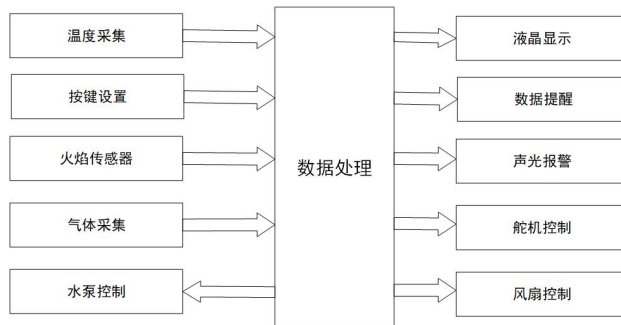 温度采集
按键设置
火焰传感器
气体采集
水泵控制
数据处理
液晶显示
数据提醒
声光报警
舵机控制
风扇控制